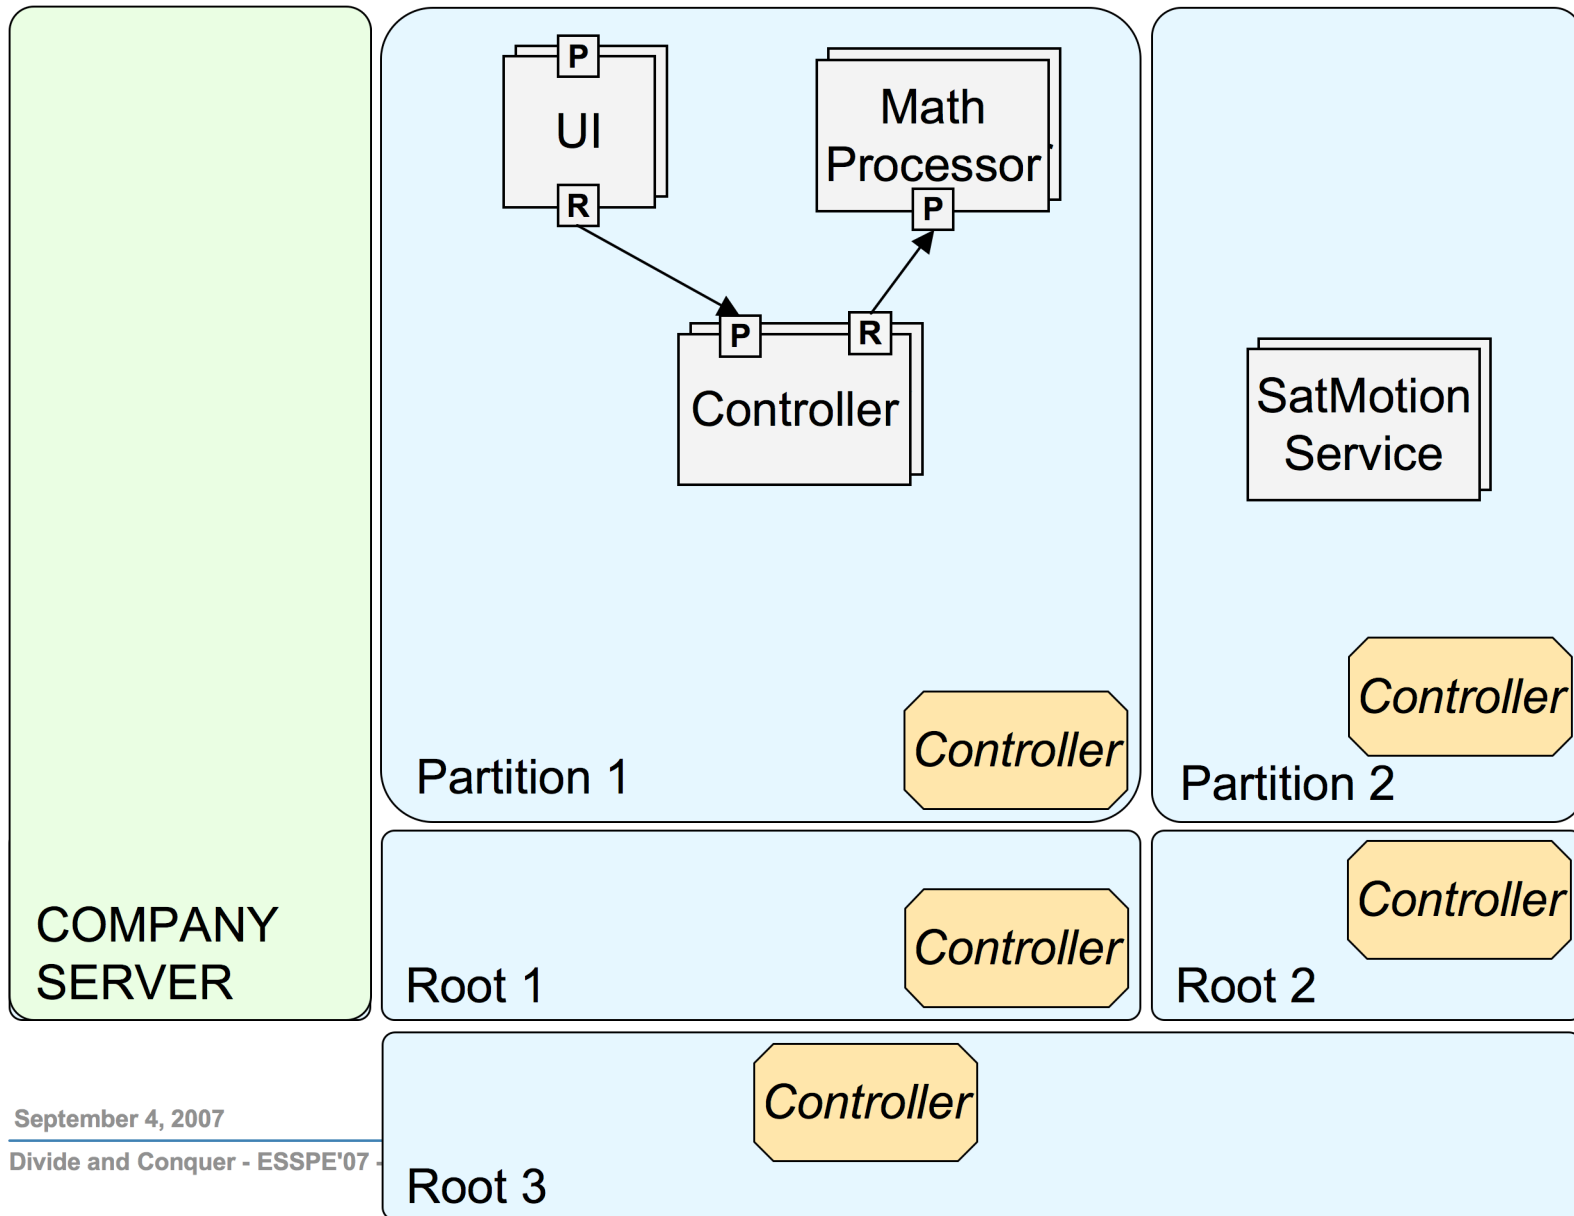 P
UI
R
Math
Processor
P
P
R
Controller
SatMotion
Service
Controller
Controller
Partition 1
Partition 2
COMPANY
SERVER
Controller
Controller
Root 1
Root 2
Controller
September 4, 2007
Divide and Conquer - ESSPE'07 -
Root 3